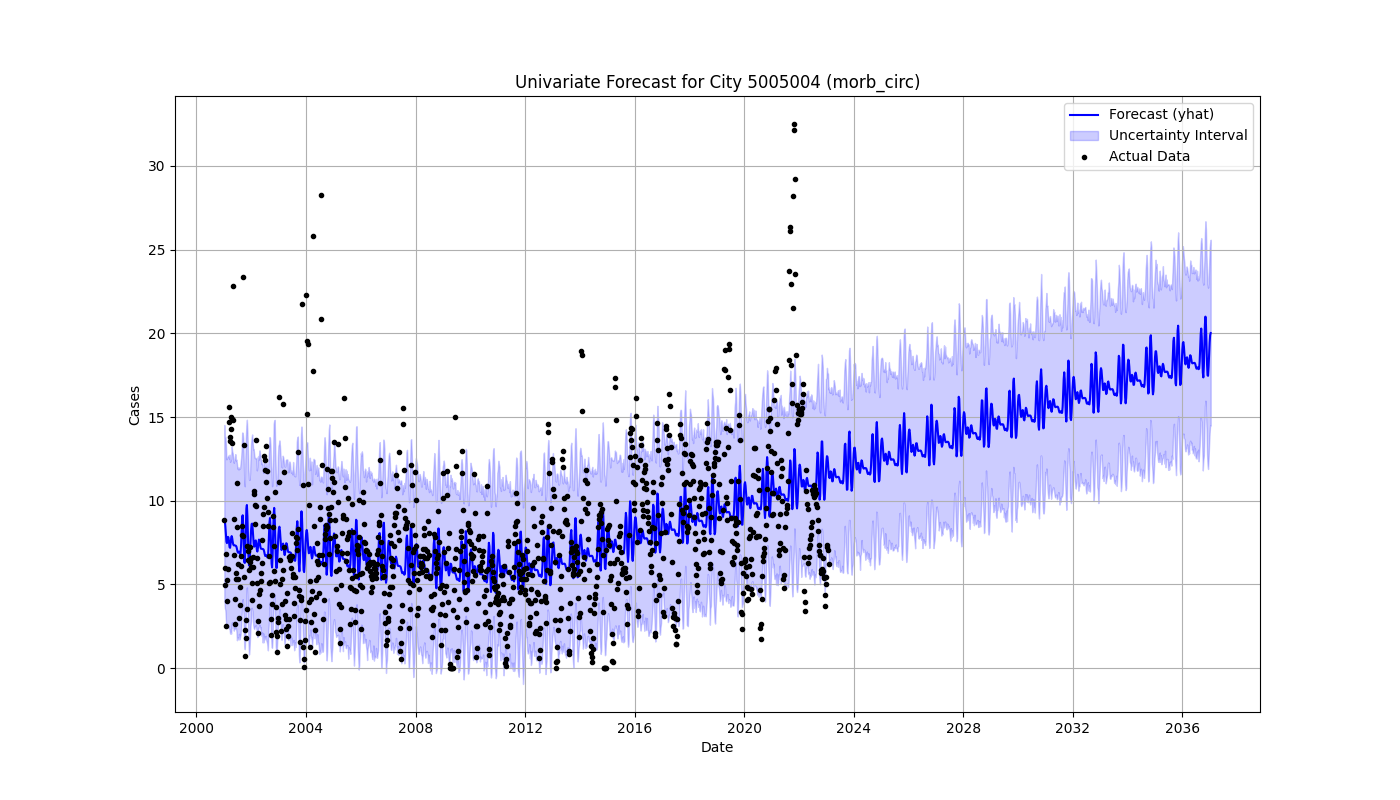 Univariate Forecast for City 5005004 (morb_circ)
Forecast (yhat)
Uncertainty Interval
Actual Data
30
25
20
15
10
5
0
Cases
2000 2004 2008 2012 2016 2020 2024 2028 2032 2036
Date